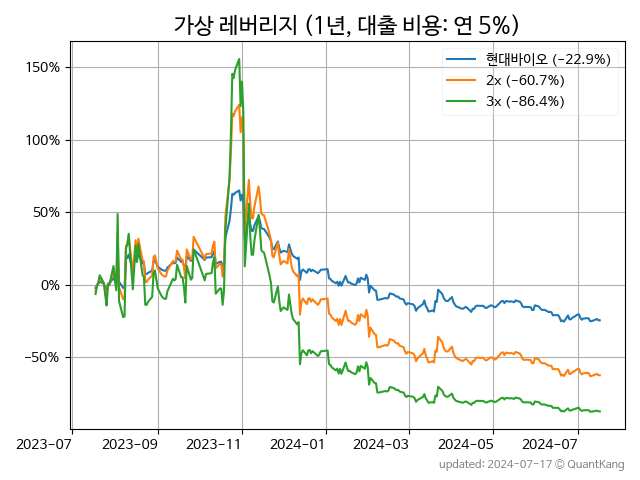 가상 레버리지 (1년, 대출 비용: 연 5%)
현대바이오 (-22.9%)
2x (-60.7%)
3x (-86.4%)
150%
100%
50%
0%
-50%
2023-07 2023-09 2023-11 2024-01 2024-03 2024-05 2024-07
updated: 2024-07-17 © QuantKang